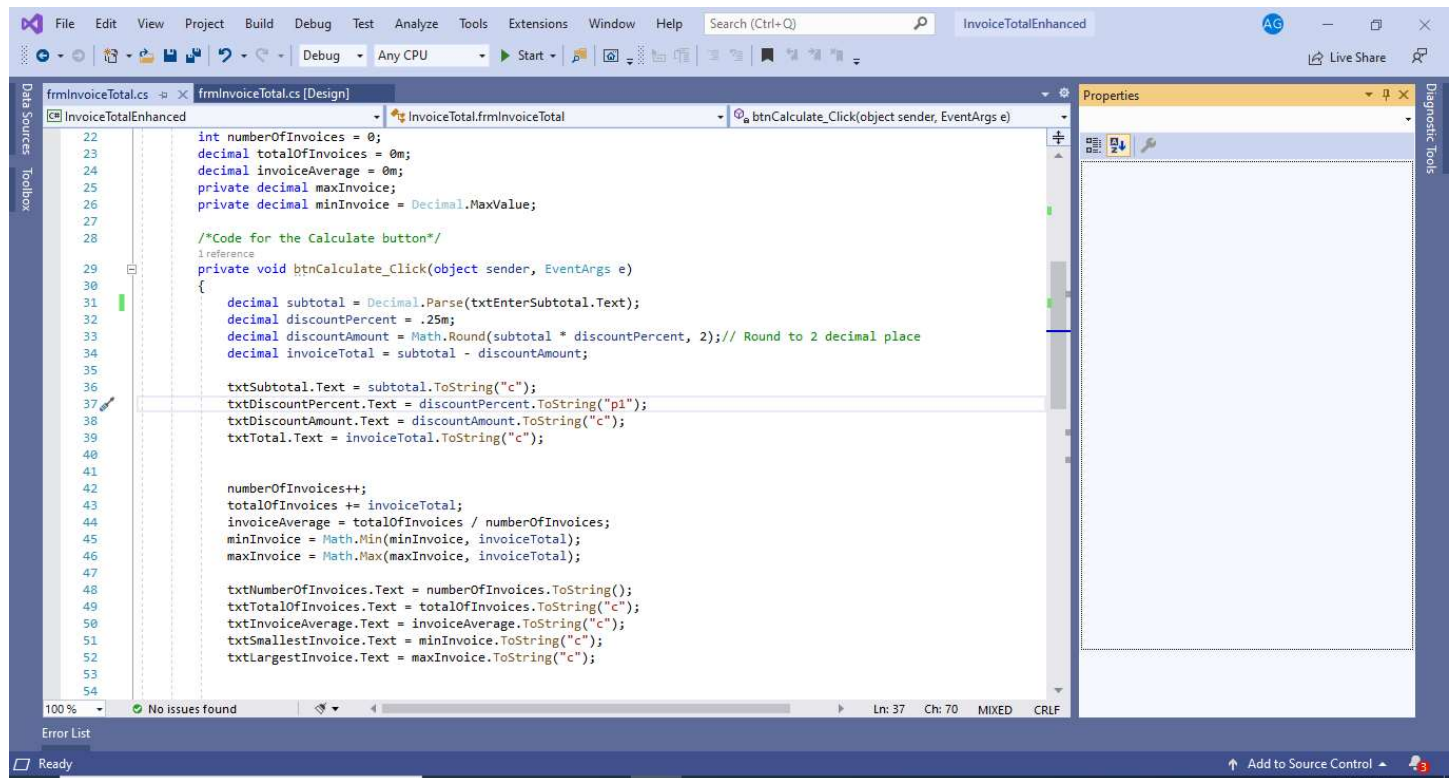 File Edit View Project Build Debug Test Analyze Tools Extensions Window Help Search (Ctrl+Q) InvoiceTotalEnhanced AG
Debug Any CPU Start Live Share
Data Sources
Toolbox
frmInvoiceTotal.cs frmInvoiceTotal.cs [Design]
InvoiceTotalEnhanced InvoiceTotal.frmInvoiceTotal btnCalculate_Click(object sender, EventArgs e)
22 int numberOfInvoices = 0;
23 decimal totalOfInvoices = 0m;
24 decimal invoiceAverage = 0m;
25 private decimal maxInvoice;
26 private decimal minInvoice = Decimal.MaxValue;
27
28 /*Code for the Calculate button*/
1 reference
29 private void btnCalculate_Click(object sender, EventArgs e)
30 {
31 decimal subtotal = Decimal.Parse(txtEnterSubtotal.Text);
32 decimal discountPercent = .25m;
33 decimal discountAmount = Math.Round(subtotal * discountPercent, 2);// Round to 2 decimal place
34 decimal invoiceTotal = subtotal - discountAmount;
35
36 txtSubtotal.Text = subtotal.ToString("c");
37 txtDiscountPercent.Text = discountPercent.ToString("p1");
38 txtDiscountAmount.Text = discountAmount.ToString("c");
39 txtTotal.Text = invoiceTotal.ToString("c");
40
41
42 numberOfInvoices++;
43 totalOfInvoices += invoiceTotal;
44 invoiceAverage = totalOfInvoices / numberOfInvoices;
45 minInvoice = Math.Min(minInvoice, invoiceTotal);
46 maxInvoice = Math.Max(maxInvoice, invoiceTotal);
47
48 txtNumberOfInvoices.Text = numberOfInvoices.ToString();
49 txtTotalOfInvoices.Text = totalOfInvoices.ToString("c");
50 txtInvoiceAverage.Text = invoiceAverage.ToString("c");
51 txtSmallestInvoice.Text = minInvoice.ToString("c");
52 txtLargestInvoice.Text = maxInvoice.ToString("c");
53
54
100 % No issues found Ln: 37 Ch: 70 MIXED CRLF
Properties
Diagnostic Tools
Error List
Ready Add to Source Control 3